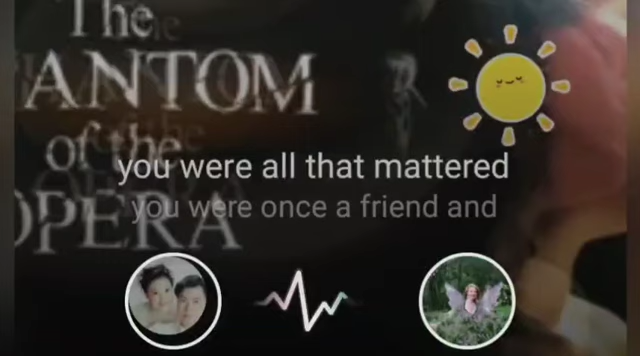 The
ANTOM
of the
you were all that mattered
you were once a friend and
OPERA